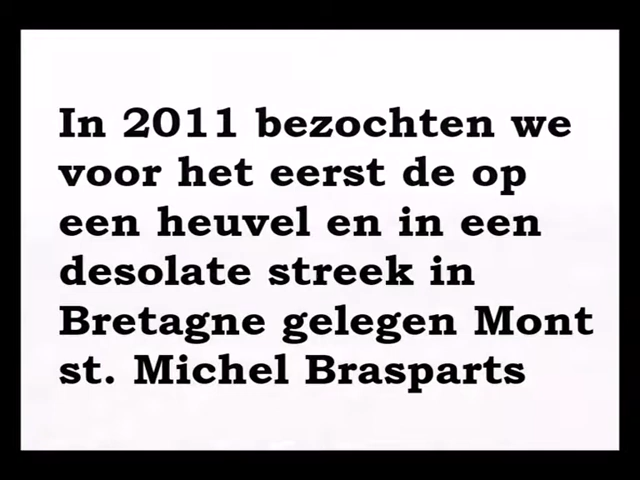 In 2011 bezochten we
voor het eerst de op
een heuvel en in een
desolate streek in
Bretagne gelegen Mont
st. Michel Brasparts